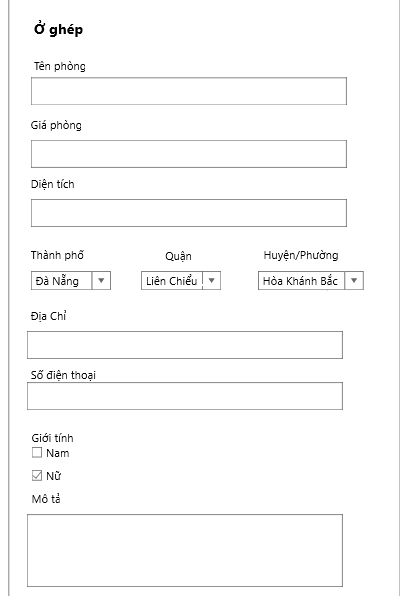 Ở ghép
Tên phòng
Giá phòng
Diện tích
Thành phố Quận Huyện/Phường
Đà Nẵng Liên Chiểu Hòa Khánh Bắc
Địa Chỉ
Số điện thoại
Giới tính
Nam
Nữ
Mô tả